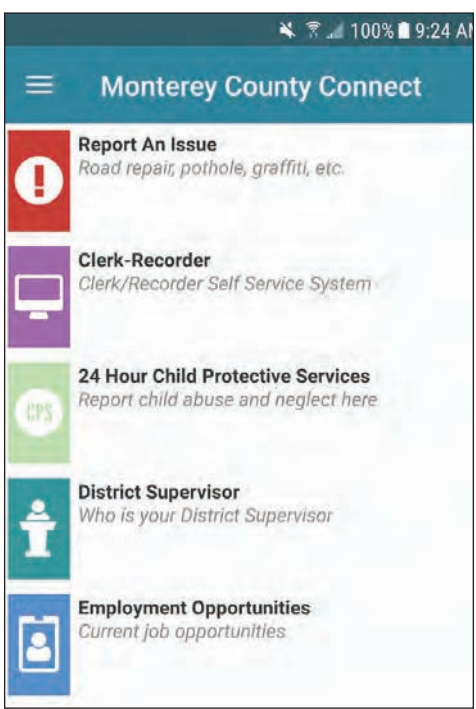 100% 9:24 AM
Monterey County Connect
Report An Issue
Road repair, pothole, graffiti, etc.
Clerk-Recorder
Clerk/Recorder Self Service System
CPS
24 Hour Child Protective Services
Report child abuse and neglect here
District Supervisor
Who is your District Supervisor
Employment Opportunities
Current job opportunities